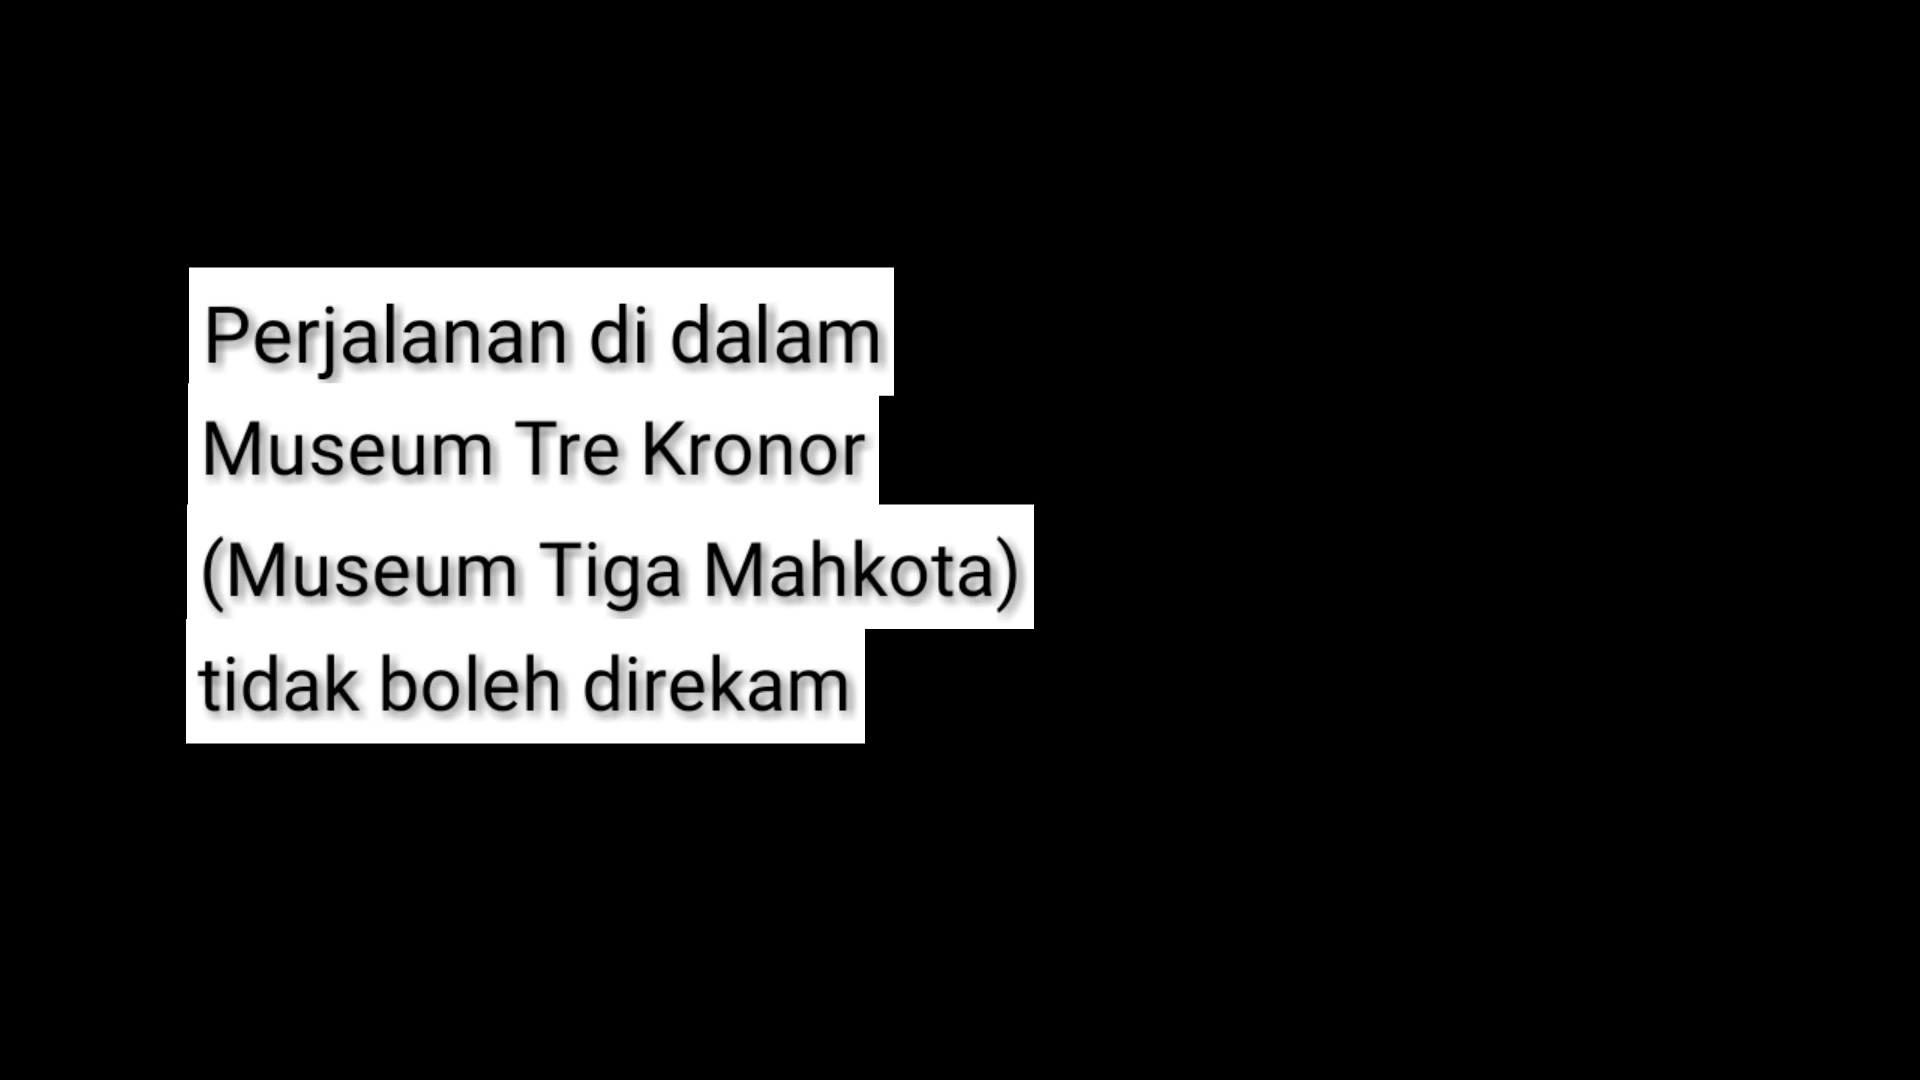 Perjalanan di dalam
Museum Tre Kronor
(Museum Tiga Mahkota)
tidak boleh direkam